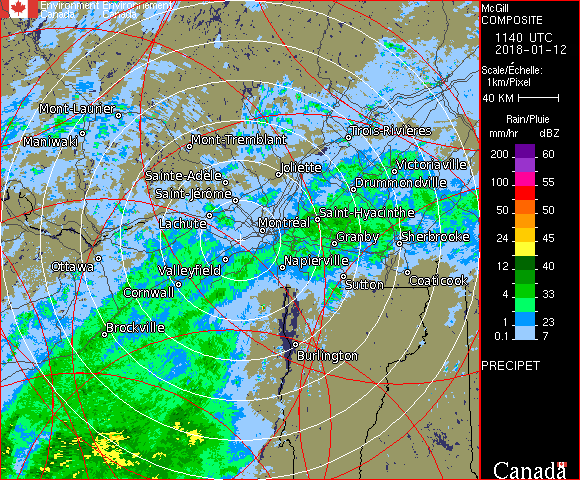 Environment Environnement
Canada Canada
McGill
COMPOSITE
1140 UTC
2018-01-12
Scale/Échelle:
1km/Pixel
40 KM
Rain/Pluie
mm/hr dBZ
200 60
100 55
50 50
24 45
12 40
4 33
1 23
0.1 7
PRECIPET
Canada
Mont-Laurier
Maniwaki
Mont-Tremblant
Trois-Rivières
Sainte-Adèle
Joliette
Victoriaville
Saint-Jérôme
Drummondville
Lachute
Montréal
Saint-Hyacinthe
Granby
Sherbrooke
Ottawa
Valleyfield
Napierville
Cornwall
Sutton
Coaticook
Brockville
Burlington